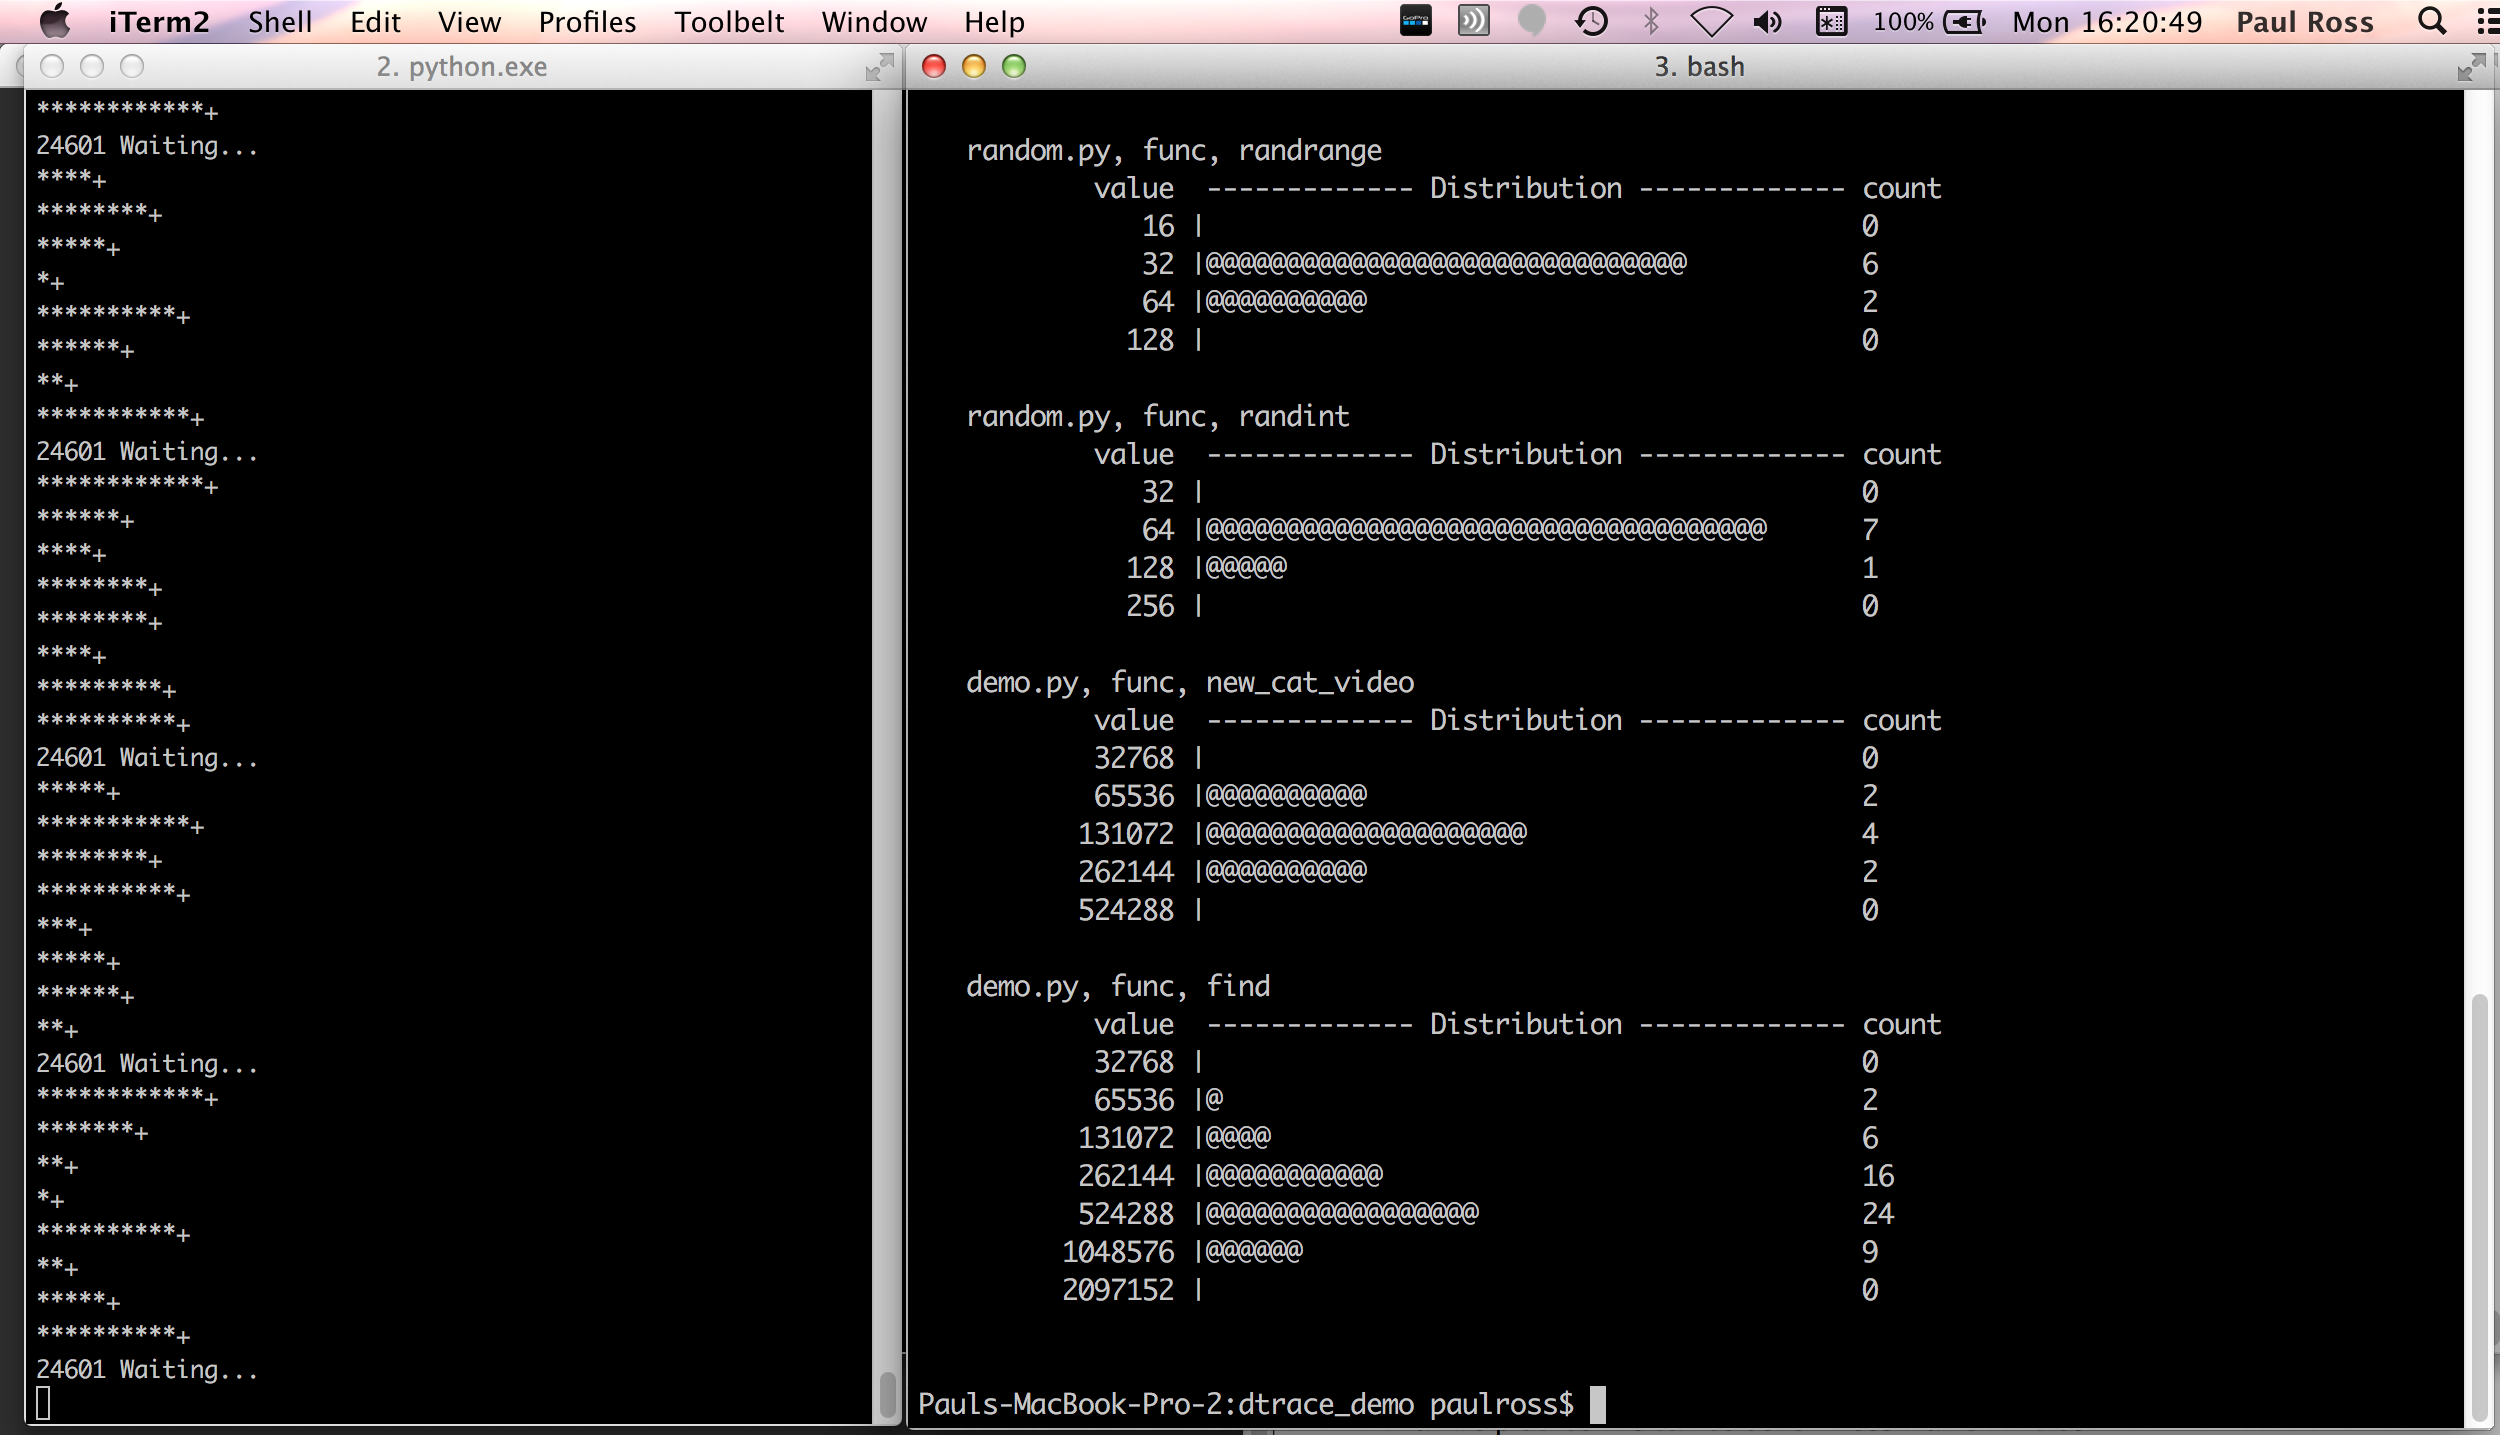 iTerm2 Shell Edit View Profiles Toolbelt Window Help GoPro 100% Mon 16:20:49 Paul Ross
2. python.exe
************+
24601 Waiting...
****+
********+
*****+
*+
**********+
******+
**+
***********+
24601 Waiting...
************+
******+
****+
********+
********+
****+
*********+
**********+
24601 Waiting...
*****+
***********+
********+
**********+
***+
*****+
******+
**+
24601 Waiting...
************+
*******+
**+
*+
**********+
**+
*****+
**********+
24601 Waiting...
3. bash
random.py, func, randrange
value ------------- Distribution ------------- count
16 | 0
32 |@@@@@@@@@@@@@@@@@@@@@@@@@@@@@@ 6
64 |@@@@@@@@@@ 2
128 | 0
random.py, func, randint
value ------------- Distribution ------------- count
32 | 0
64 |@@@@@@@@@@@@@@@@@@@@@@@@@@@@@@@@@@@ 7
128 |@@@@@ 1
256 | 0
demo.py, func, new_cat_video
value ------------- Distribution ------------- count
32768 | 0
65536 |@@@@@@@@@@ 2
131072 |@@@@@@@@@@@@@@@@@@@@ 4
262144 |@@@@@@@@@@ 2
524288 | 0
demo.py, func, find
value ------------- Distribution ------------- count
32768 | 0
65536 |@ 2
131072 |@@@@ 6
262144 |@@@@@@@@@@@ 16
524288 |@@@@@@@@@@@@@@@@@ 24
1048576 |@@@@@@ 9
2097152 | 0
Pauls-MacBook-Pro-2:dtrace_demo paulross$